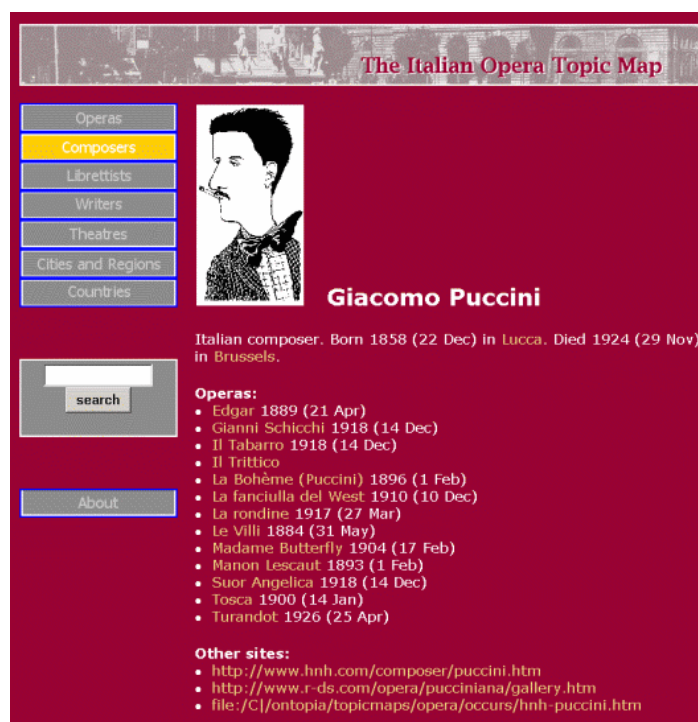 The Italian Opera Topic Map
Operas
Composers
Librettists
Writers
Theatres
Cities and Regions
Countries
search
About
Giacomo Puccini
Italian composer. Born 1858 (22 Dec) in Lucca. Died 1924 (29 Nov)
in Brussels.
Operas:
• Edgar 1889 (21 Apr)
• Gianni Schicchi 1918 (14 Dec)
• Il Tabarro 1918 (14 Dec)
• Il Trittico
• La Bohème (Puccini) 1896 (1 Feb)
• La fanciulla del West 1910 (10 Dec)
• La rondine 1917 (27 Mar)
• Le Villi 1884 (31 May)
• Madame Butterfly 1904 (17 Feb)
• Manon Lescaut 1893 (1 Feb)
• Suor Angelica 1918 (14 Dec)
• Tosca 1900 (14 Jan)
• Turandot 1926 (25 Apr)
Other sites:
• http://www.hnh.com/composer/puccini.htm
• http://www.r-ds.com/opera/pucciniana/gallery.htm
• file:/C|/ontopia/topicmaps/opera/occurs/hnh-puccini.htm